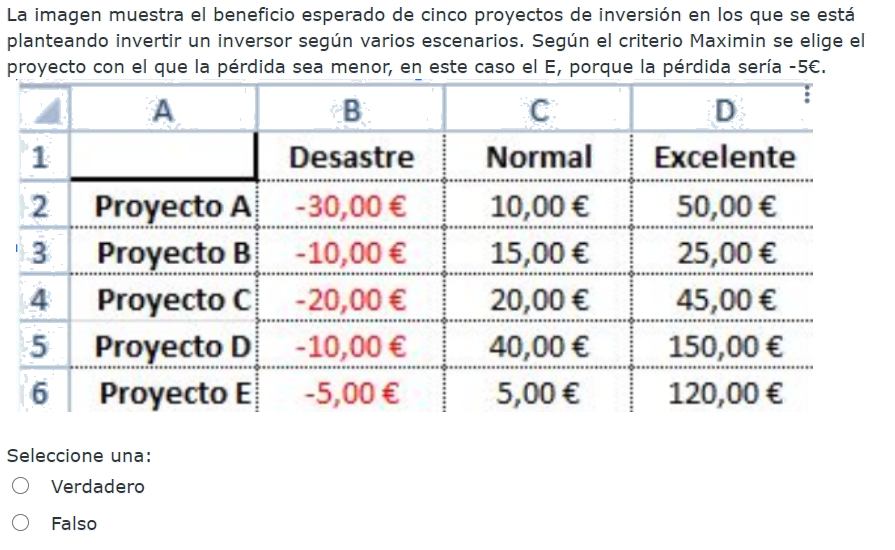 La imagen muestra el beneficio esperado de cinco proyectos de inversión en los que se está
planteando invertir un inversor según varios escenarios. Según el criterio Maximin se elige el
proyecto con el que la pérdida sea menor, en este caso el E, porque la pérdida sería -5€.
A B C D
1 Desastre Normal Excelente
2 Proyecto A -30,00 € 10,00 € 50,00 €
3 Proyecto B -10,00 € 15,00 € 25,00 €
4 Proyecto C -20,00 € 20,00 € 45,00 €
5 Proyecto D -10,00 € 40,00 € 150,00 €
6 Proyecto E -5,00 € 5,00 € 120,00 €
Seleccione una:
Verdadero
Falso